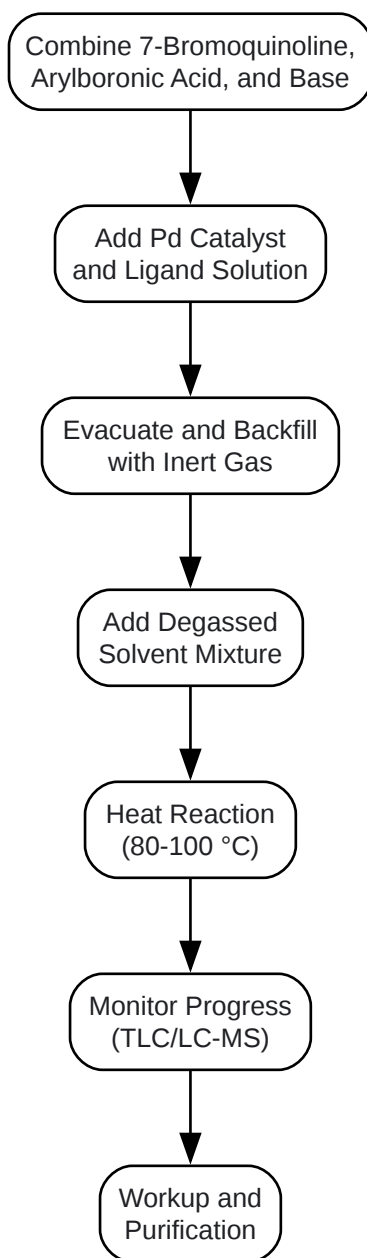 Combine 7-Bromoquinoline,
Arylboronic Acid, and Base
Add Pd Catalyst
and Ligand Solution
Evacuate and Backfill
with Inert Gas
Add Degassed
Solvent Mixture
Heat Reaction
(80-100 °C)
Monitor Progress
(TLC/LC-MS)
Workup and
Purification